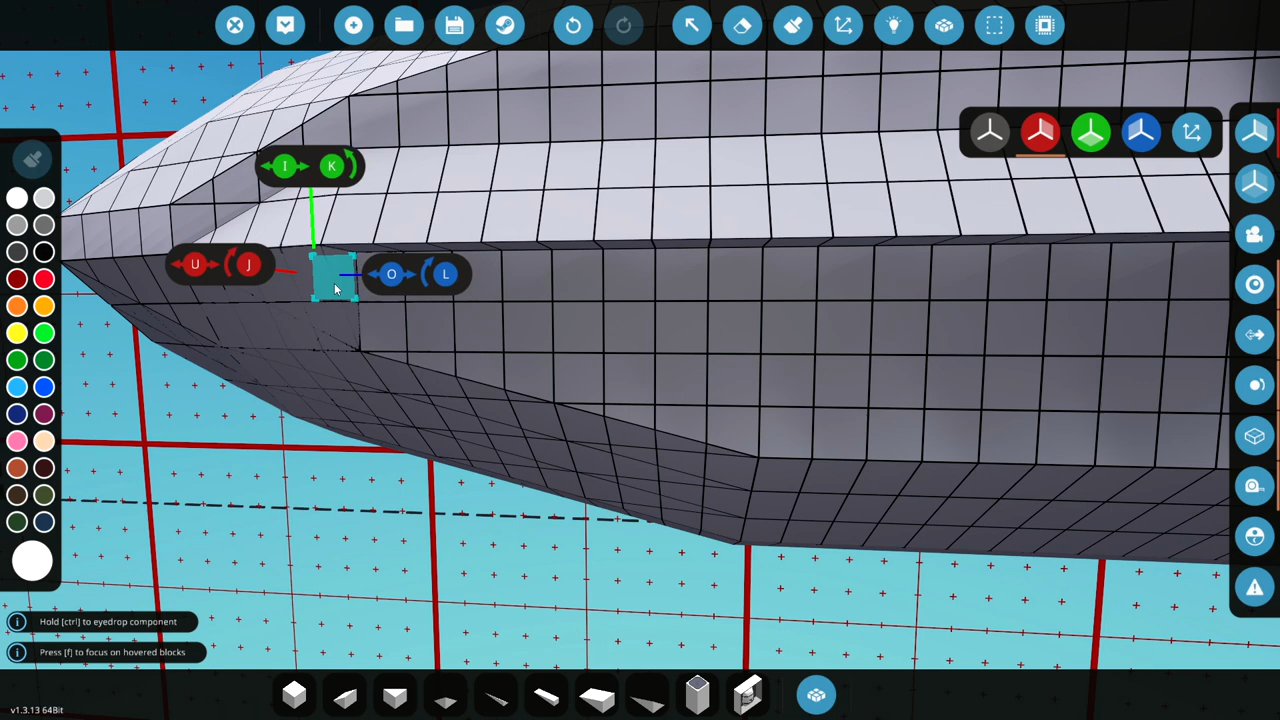 I K
U J
O L
Hold [ctrl] to eyedrop component
Press [f] to focus on hovered blocks
v1.3.13 64Bit